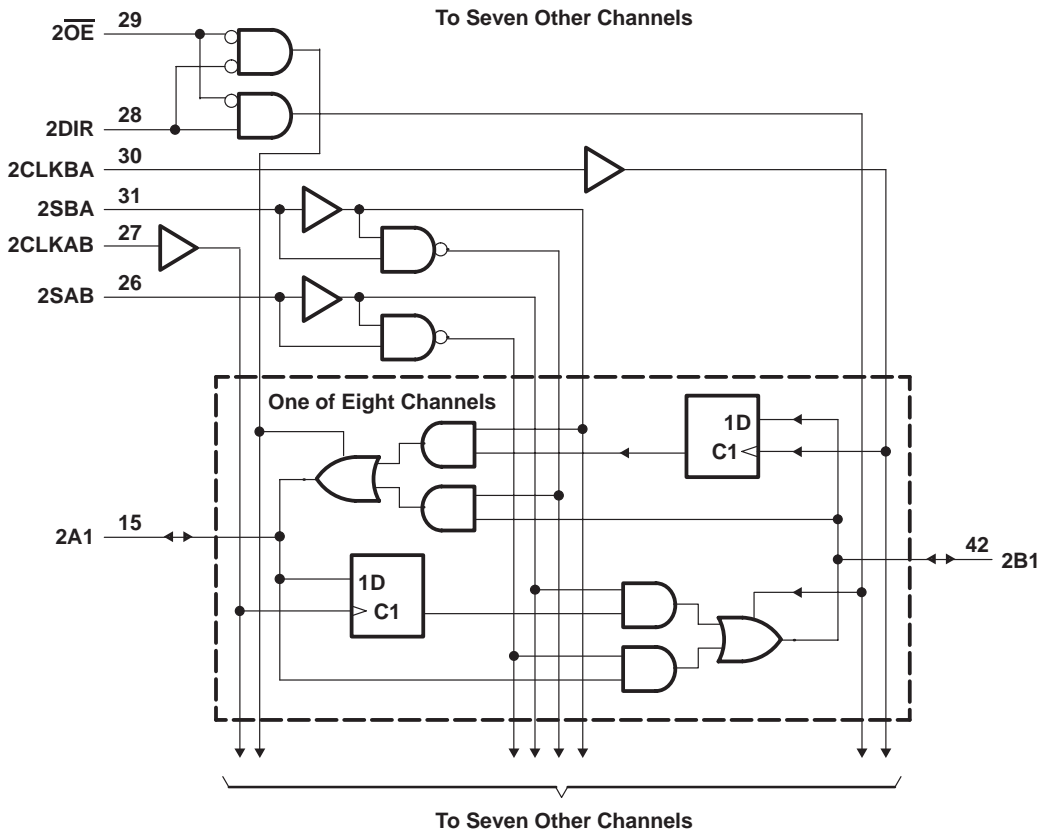 To Seven Other Channels
2O̅E̅ 29
2DIR 28
2CLKBA 30
2SBA 31
2CLKAB 27
2SAB 26
One of Eight Channels
1D
C1
2A1 15
42 2B1
1D
C1
To Seven Other Channels